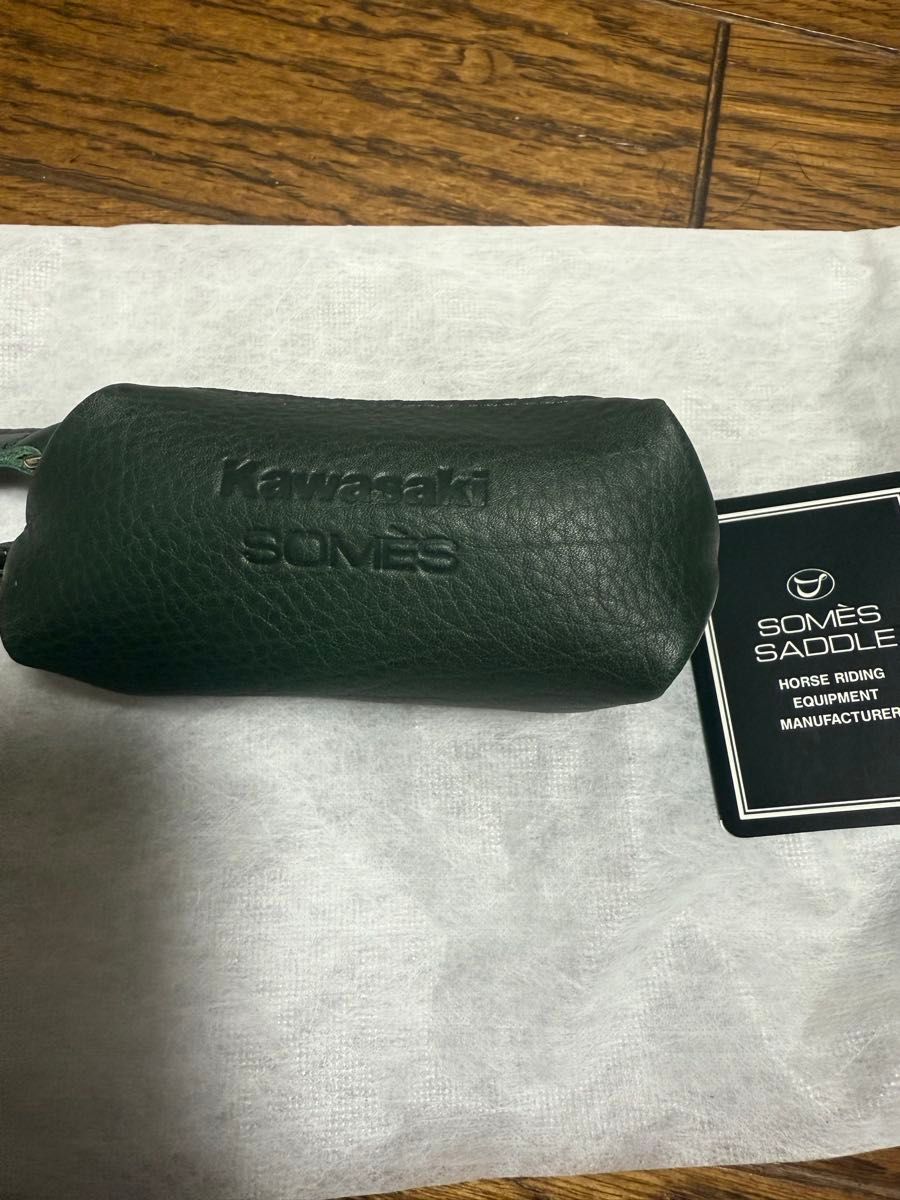 Kawasaki
SOMÈS
SOMÈS
SADDLE
HORSE RIDING
EQUIPMENT
MANUFACTURER